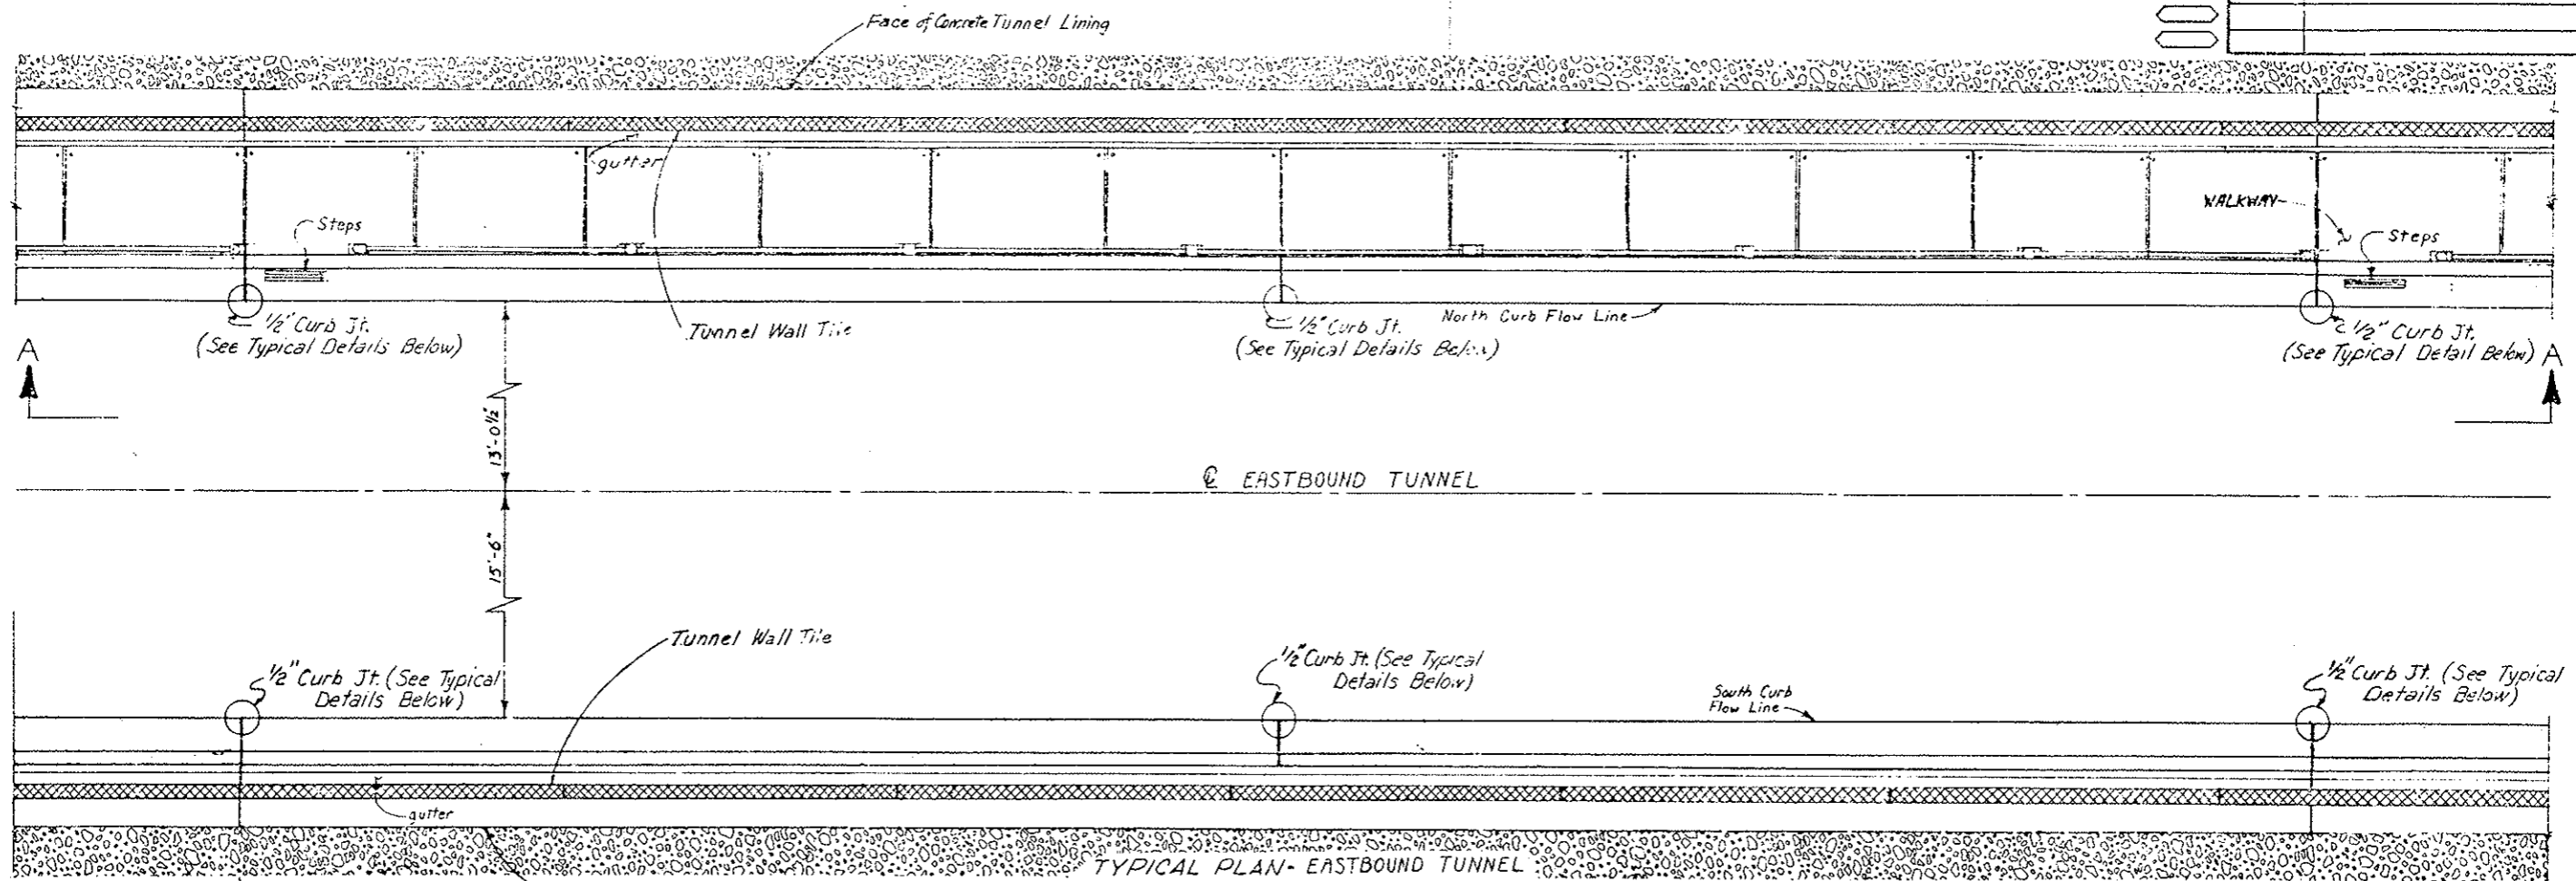 Face of Concrete Tunnel Lining
gutter
WALKWAY
Steps
Steps
1/2" Curb Jt.
(See Typical Details Below)
Tunnel Wall Tile
1/2" Curb Jt.
(See Typical Details Below)
North Curb Flow Line
1/2" Curb Jt.
(See Typical Detail Below)
A
A
13'-0 1/2"
℄ EASTBOUND TUNNEL
15'-6"
Tunnel Wall Tile
1/2" Curb Jt. (See Typical
Details Below)
1/2" Curb Jt. (See Typical
Details Below)
South Curb
Flow Line
1/2" Curb Jt. (See Typical
Details Below)
gutter
TYPICAL PLAN - EASTBOUND TUNNEL